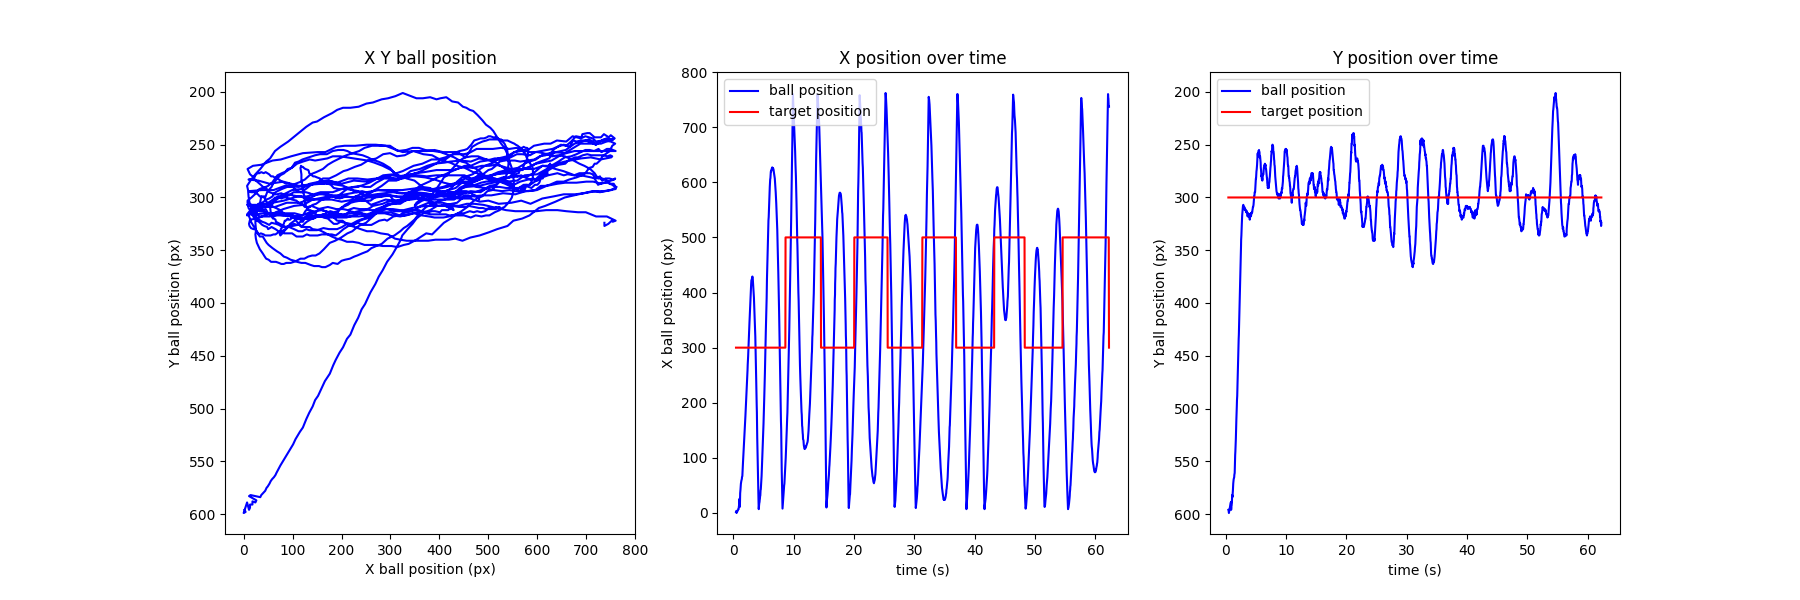 X Y ball position
Y ball position (px)
200
250
300
350
400
450
500
550
600
0 100 200 300 400 500 600 700 800
X ball position (px)
X position over time
X ball position (px)
800
700
600
500
400
300
200
100
0
ball position
target position
0 10 20 30 40 50 60
time (s)
Y position over time
Y ball position (px)
200
250
300
350
400
450
500
550
600
ball position
target position
0 10 20 30 40 50 60
time (s)